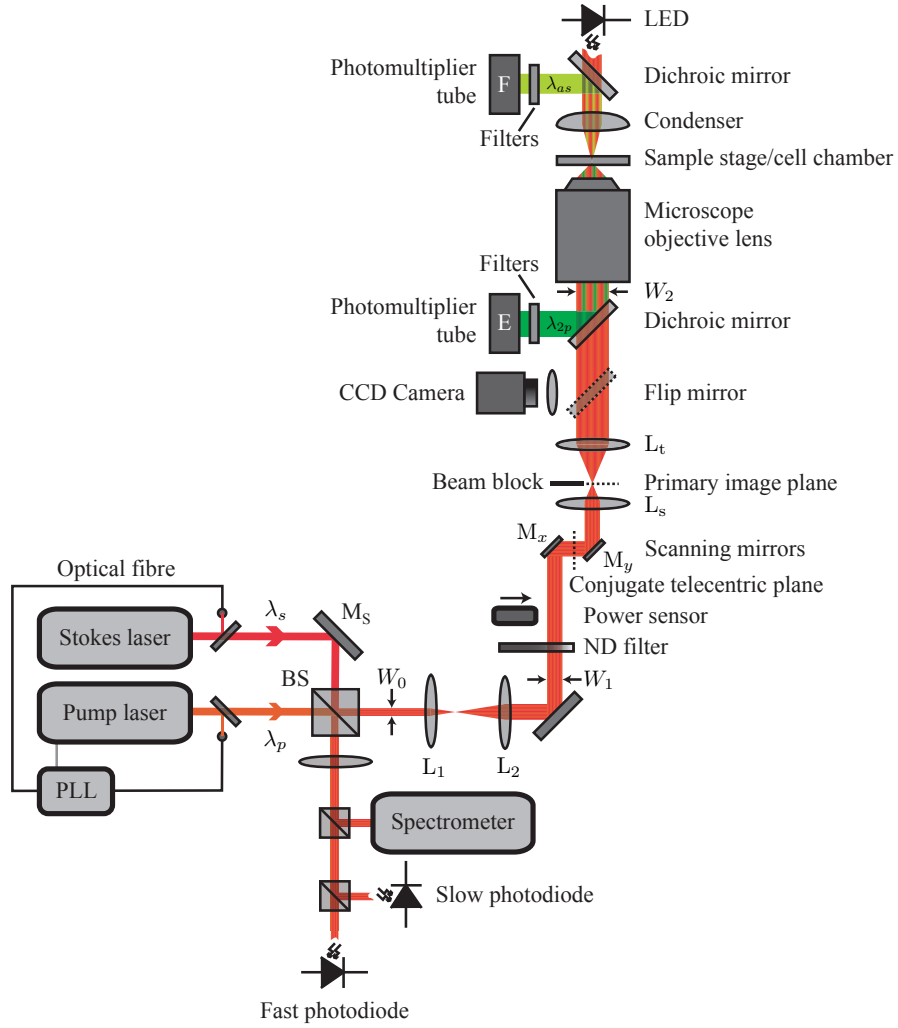 LED
Photomultiplier
tube
F
λas
Dichroic mirror
Filters
Condenser
Sample stage/cell chamber
Microscope
objective lens
Filters
W2
Photomultiplier
tube
E
λ2p
Dichroic mirror
CCD Camera
Flip mirror
Lt
Beam block
Primary image plane
Ls
Mx
My
Scanning mirrors
Conjugate telecentric plane
Optical fibre
Power sensor
λs
MS
Stokes laser
ND filter
BS
W0
W1
Pump laser
λp
L1
L2
PLL
Spectrometer
Slow photodiode
Fast photodiode